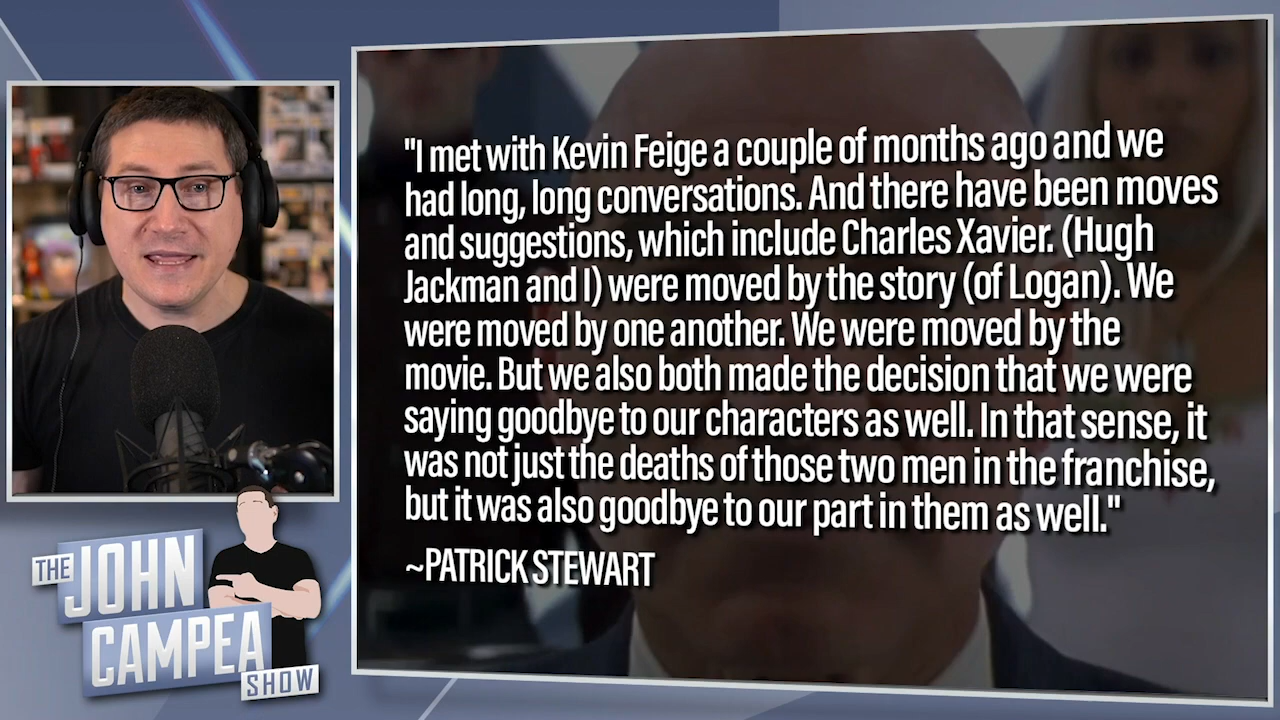 "I met with Kevin Feige a couple of months ago and we
had long, long conversations. And there have been moves
and suggestions, which include Charles Xavier. (Hugh
Jackman and I) were moved by the story (of Logan). We
were moved by one another. We were moved by the
movie. But we also both made the decision that we were
saying goodbye to our characters as well. In that sense, it
was not just the deaths of those two men in the franchise,
but it was also goodbye to our part in them as well."
~PATRICK STEWART
THE
JOHN
CAMPEA
SHOW